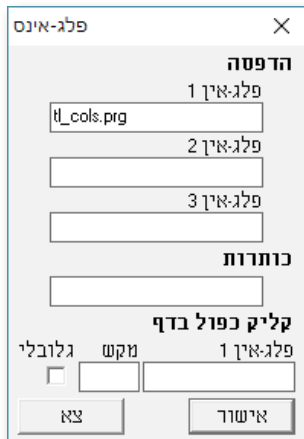 פלג-אינס
הדפסה
פלג-אין 1
tl_cols.prg
פלג-אין 2
פלג-אין 3
כותרות
קליק כפול בדף
פלג-אין 1 מקש גלובלי
אישור צא